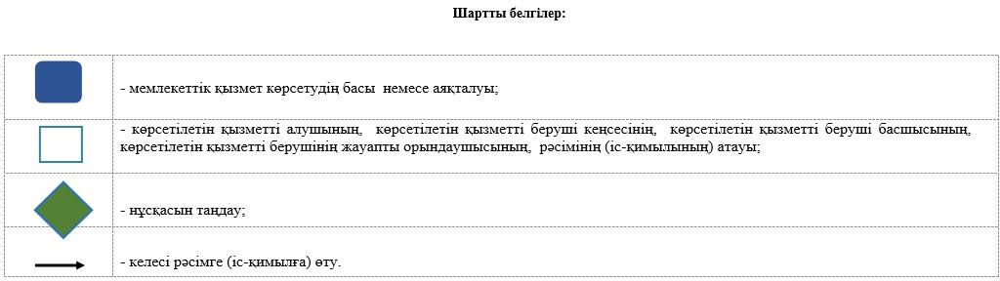 Шартты белгілер:
- мемлекеттік қызмет көрсетудің басы немесе аяқталуы;
- көрсетілетін қызметті алушының, көрсетілетін қызметті беруші кеңсесінің, көрсетілетін қызметті беруші басшысының,
көрсетілетін қызметті берушінің жауапты орындаушысының, рәсімінің (іс-қимылының) атауы;
- нұсқасын таңдау;
- келесі рәсімге (іс-қимылға) өту.